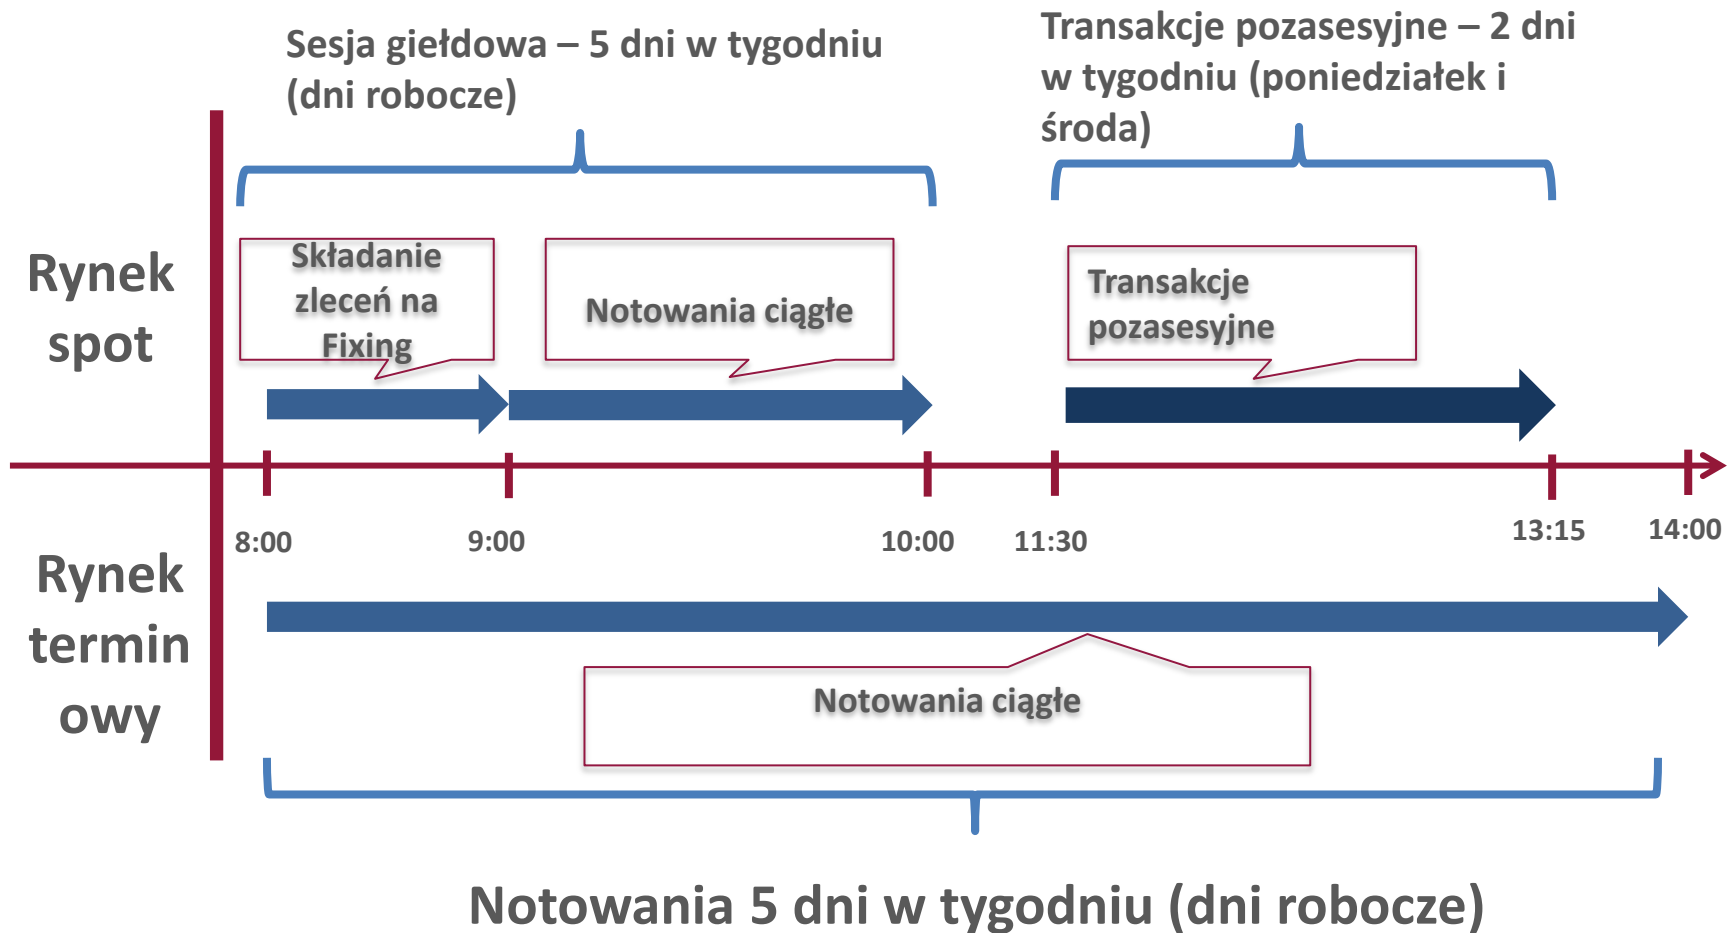 Sesja giełdowa – 5 dni w tygodniu
(dni robocze)
Transakcje pozasesyjne – 2 dni
w tygodniu (poniedziałek i
środa)
Rynek
spot
Składanie
zleceń na
Fixing
Notowania ciągłe
Transakcje
pozasesyjne
8:00
9:00
10:00
11:30
13:15
14:00
Rynek
termin
owy
Notowania ciągłe
Notowania 5 dni w tygodniu (dni robocze)